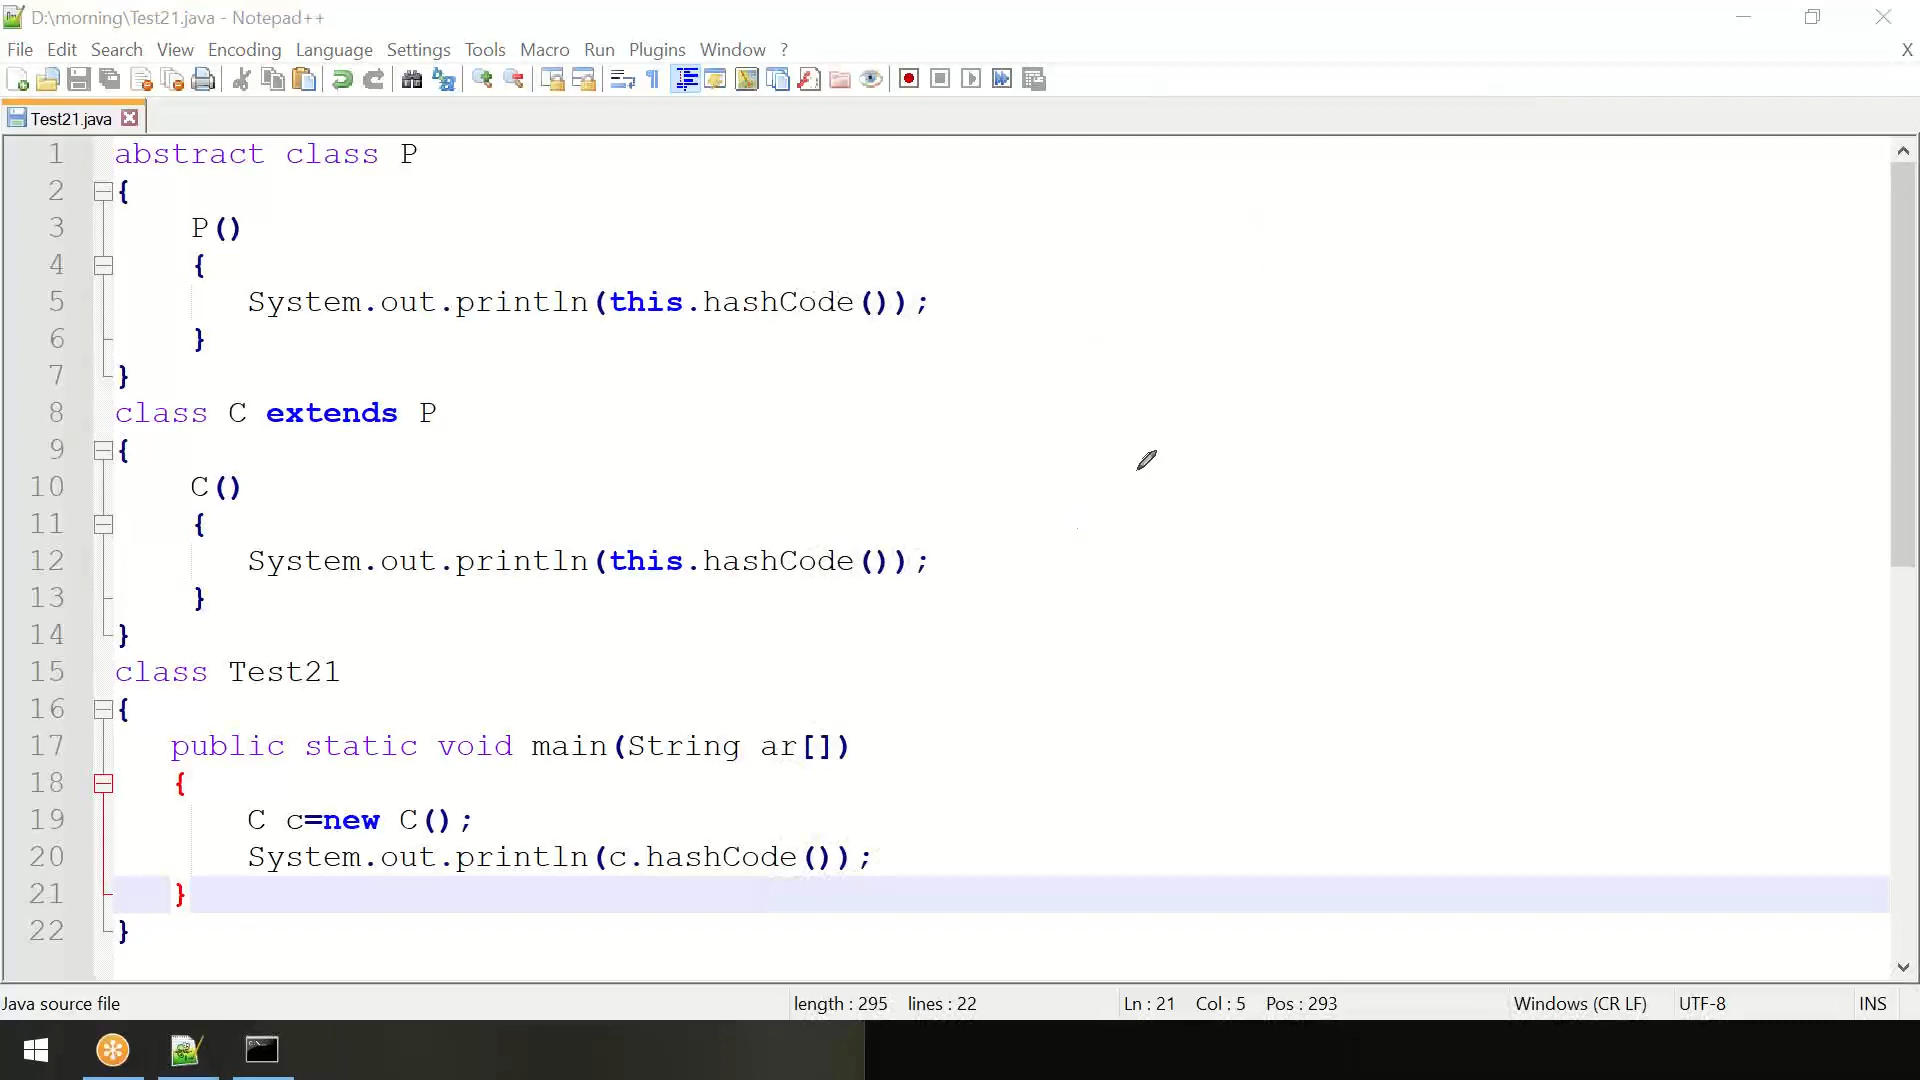 D:\morning\Test21.java - Notepad++
File Edit Search View Encoding Language Settings Tools Macro Run Plugins Window ? X
Test21.java
1 abstract class P
2 {
3 P()
4 {
5 System.out.println(this.hashCode());
6 }
7 }
8 class C extends P
9 {
10 C()
11 {
12 System.out.println(this.hashCode());
13 }
14 }
15 class Test21
16 {
17 public static void main(String ar[])
18 {
19 C c=new C();
20 System.out.println(c.hashCode());
21 }
22 }
Java source file length : 295 lines : 22 Ln : 21 Col : 5 Pos : 293 Windows (CR LF) UTF-8 INS